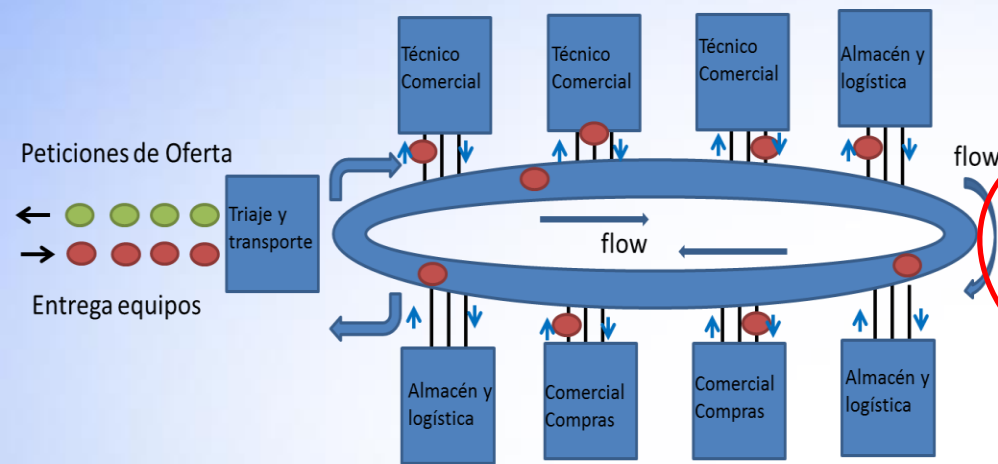 Técnico
Comercial
Técnico
Comercial
Técnico
Comercial
Almacén y
logística
Peticiones de Oferta
flow
Triaje y
transporte
flow
Entrega equipos
Almacén y
logística
Comercial
Compras
Comercial
Compras
Almacén y
logística